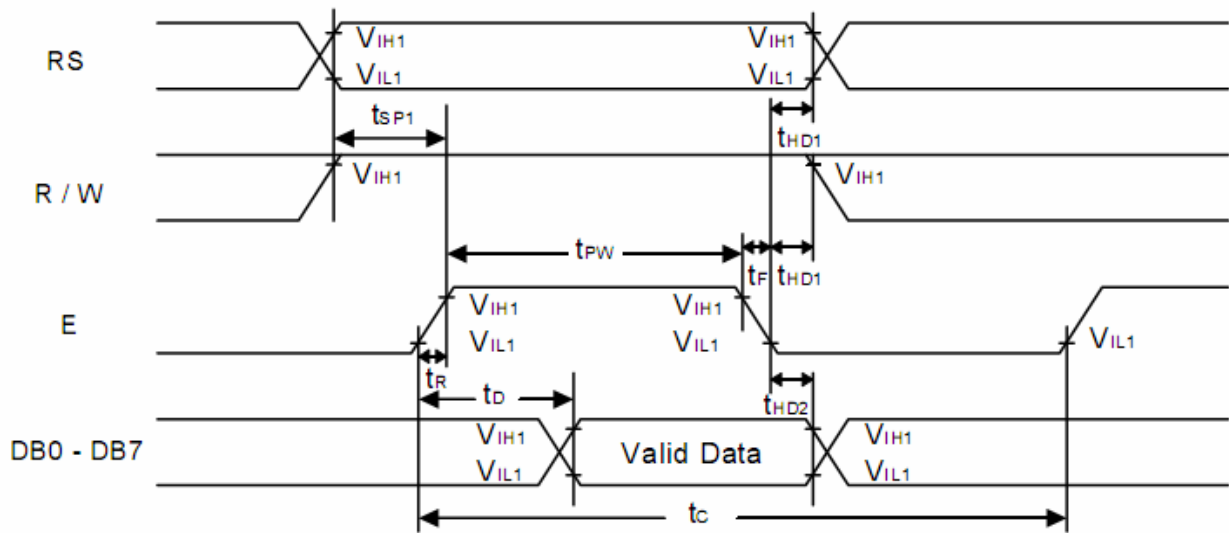 RS
VIH1 VIH1
VIL1 VIL1
tSP1
tHD1
R / W
VIH1 VIH1
tPW
tF tHD1
E
VIH1 VIH1
VIL1 VIL1 VIL1
tR
tD
tHD2
DB0 - DB7
VIH1 Valid Data VIH1
VIL1 VIL1
tC